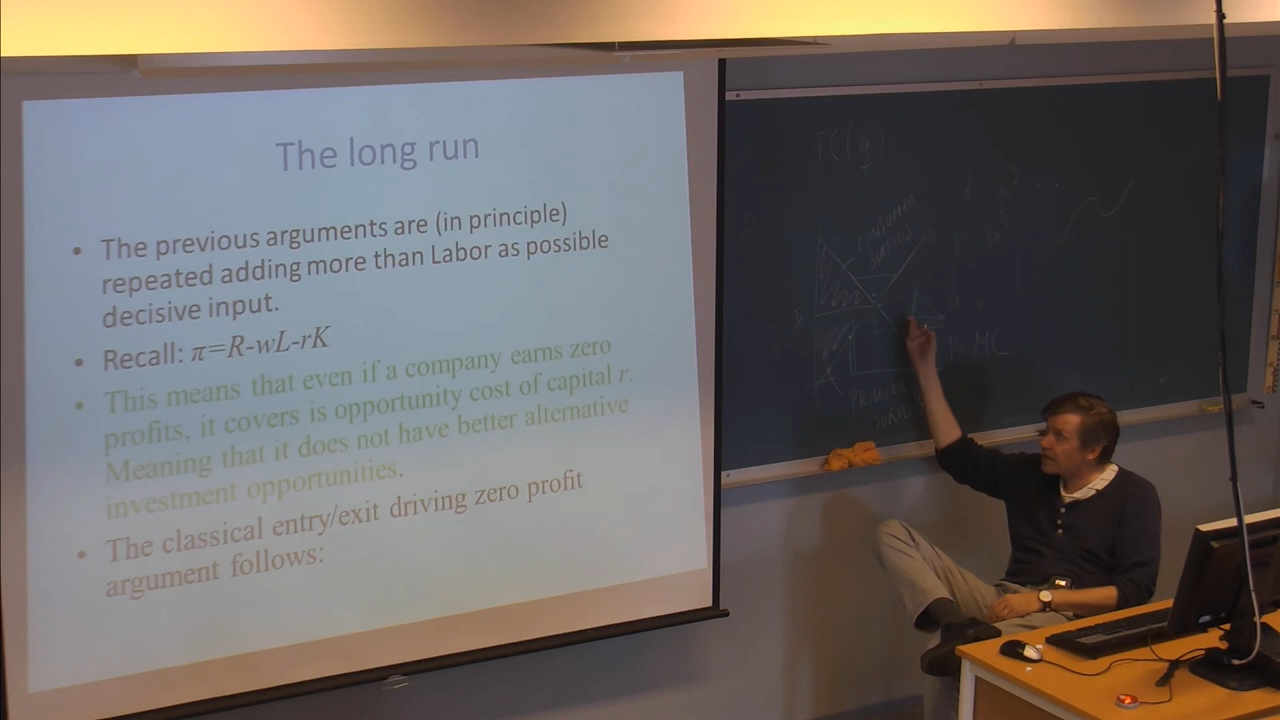 The long run
• The previous arguments are (in principle)
repeated adding more than Labor as possible
decisive input.
• Recall: π=R-wL-rK
• This means that even if a company earns zero
profits, it covers is opportunity cost of capital r.
Meaning that it does not have better alternative
investment opportunities.
• The classical entry/exit driving zero profit
argument follows:
TC(q)
CONSUMER
SURPLUS
MC